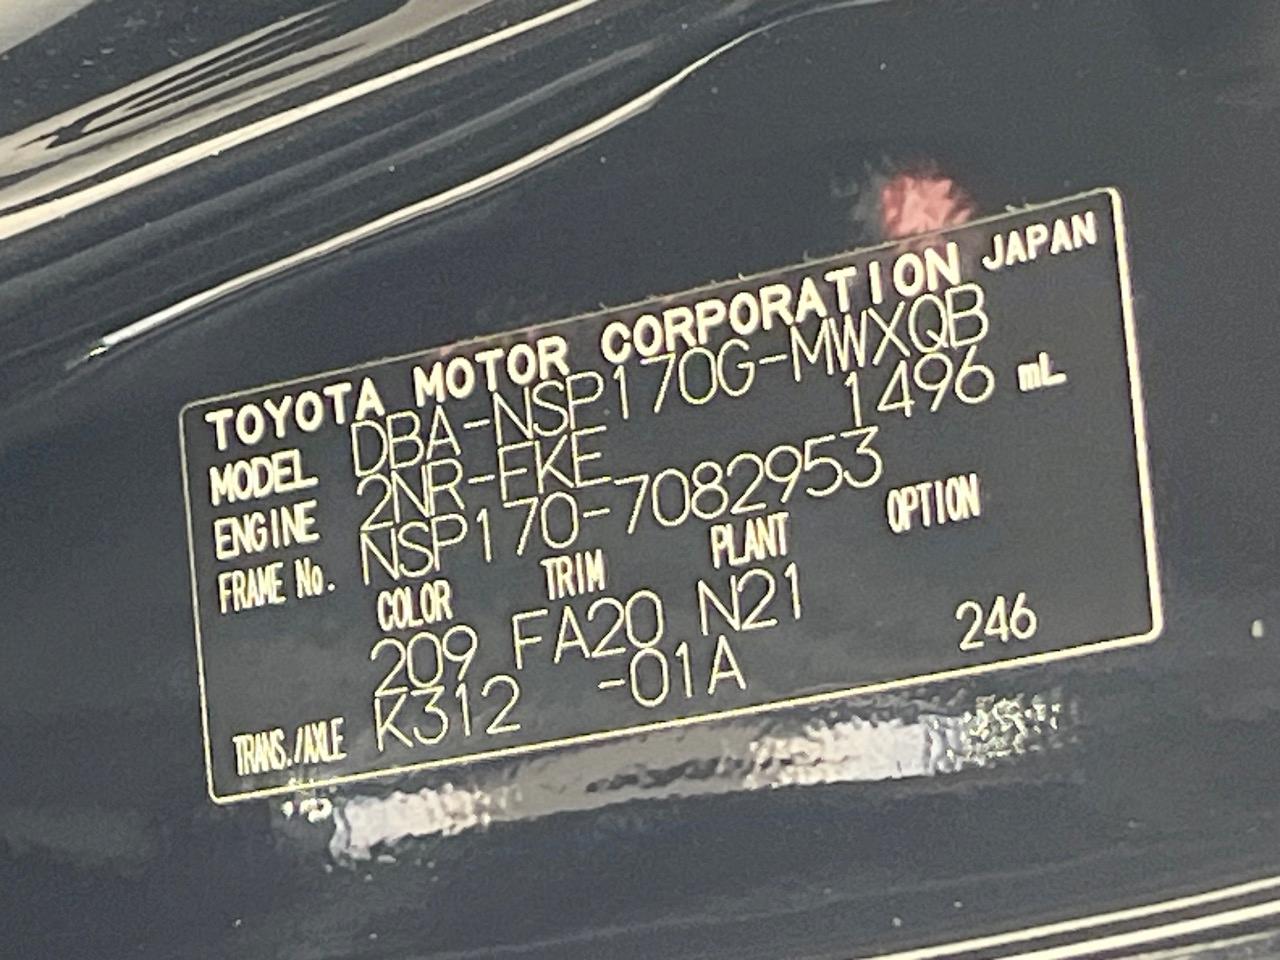 TOYOTA MOTOR CORPORATION JAPAN
MODEL DBA-NSP170G-MWXQB
ENGINE 2NR-FKE 1496 mL
FRAME No. NSP170-7082953
COLOR TRIM PLANT OPTION
209 FA20 N21
TRANS./AXLE K312 -01A 246